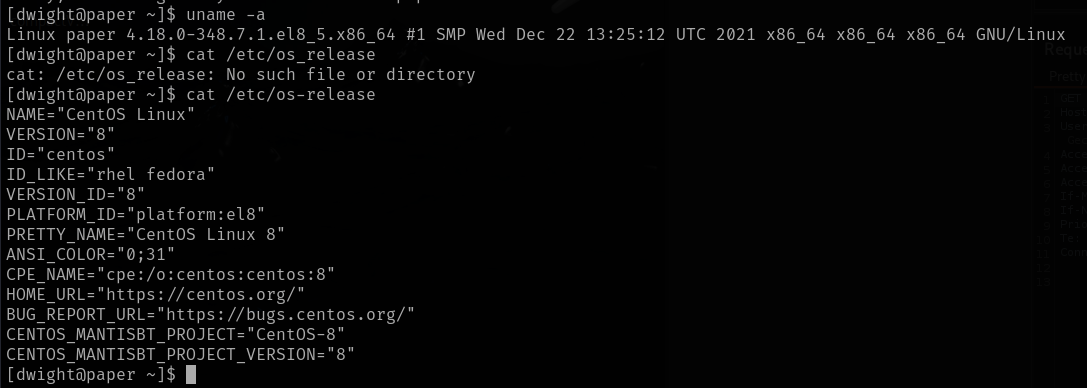 [dwight@paper ~]$ uname -a
Linux paper 4.18.0-348.7.1.el8_5.x86_64 #1 SMP Wed Dec 22 13:25:12 UTC 2021 x86_64 x86_64 x86_64 GNU/Linux
[dwight@paper ~]$ cat /etc/os_release
cat: /etc/os_release: No such file or directory
[dwight@paper ~]$ cat /etc/os-release
NAME="CentOS Linux"
VERSION="8"
ID="centos"
ID_LIKE="rhel fedora"
VERSION_ID="8"
PLATFORM_ID="platform:el8"
PRETTY_NAME="CentOS Linux 8"
ANSI_COLOR="0;31"
CPE_NAME="cpe:/o:centos:centos:8"
HOME_URL="https://centos.org/"
BUG_REPORT_URL="https://bugs.centos.org/"
CENTOS_MANTISBT_PROJECT="CentOS-8"
CENTOS_MANTISBT_PROJECT_VERSION="8"
[dwight@paper ~]$
Pretty